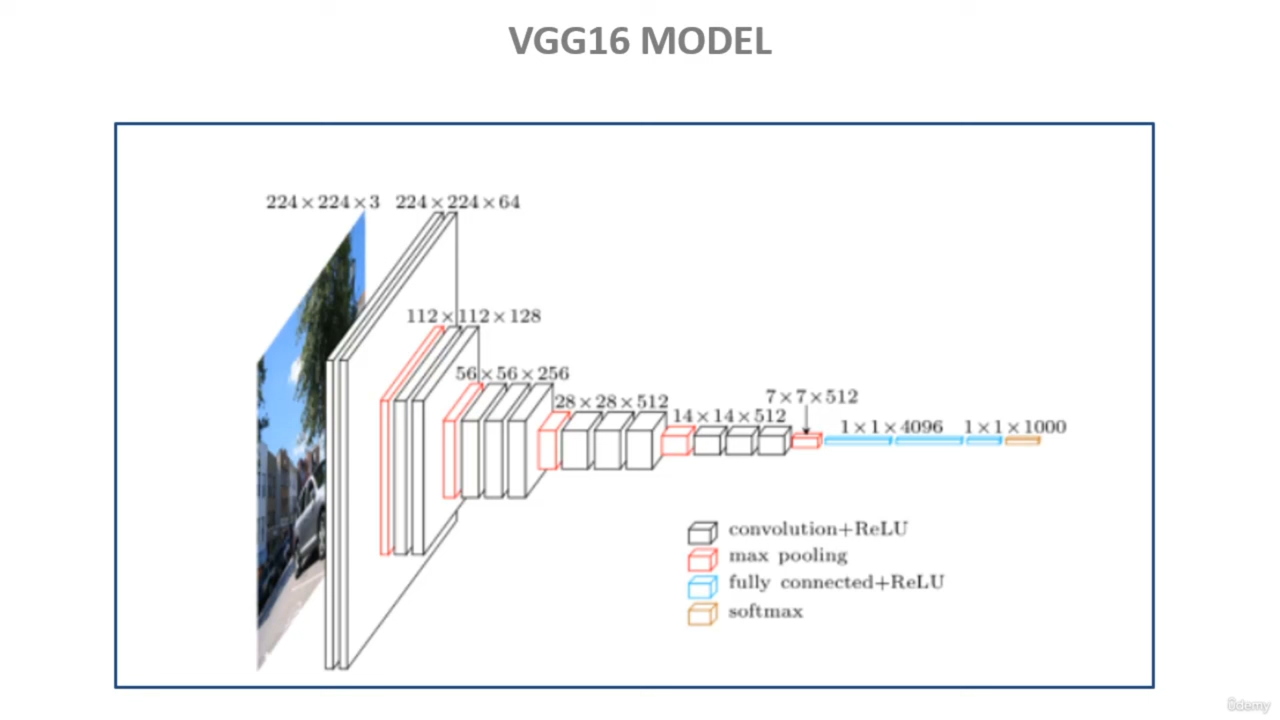 VGG16 MODEL
224×224×3 224×224×64
112×112×128
56×56×256
28×28×512
14×14×512
7×7×512
1×1×4096 1×1×1000
convolution+ReLU
max pooling
fully connected+ReLU
softmax
ûdemy